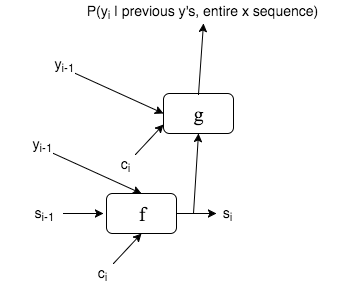 P(yᵢ | previous y's, entire x sequence)
yᵢ₋₁
g
cᵢ
yᵢ₋₁
sᵢ₋₁
f
sᵢ
cᵢ